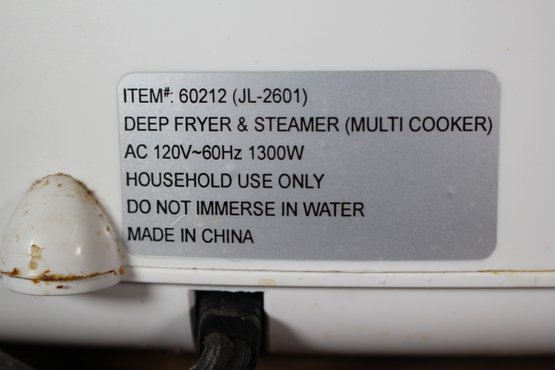 ITEM#: 60212 (JL-2601)
DEEP FRYER & STEAMER (MULTI COOKER)
AC 120V~60Hz 1300W
HOUSEHOLD USE ONLY
DO NOT IMMERSE IN WATER
MADE IN CHINA